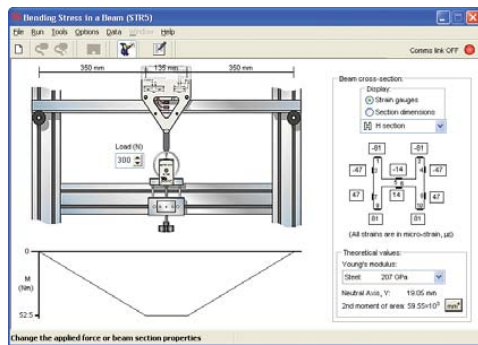 Bending Stress in a Beam (STR5)
File Run Tools Options Data Window Help
Comms link OFF
350 mm 135 mm 350 mm
Load (N)
300
0
M
(Nm)
52.5
Beam cross-section:
Display:
Strain gauges
Section dimensions
H section
-81 -81
-47 -14 -47
47 14 47
81 81
(All strains are in micro-strain, µε)
Theoretical values:
Young's modulus:
Steel 207 GPa
Neutral Axis, Y: 19.05 mm
2nd moment of area: 59.55×10³ mm⁴
Change the applied force or beam section properties